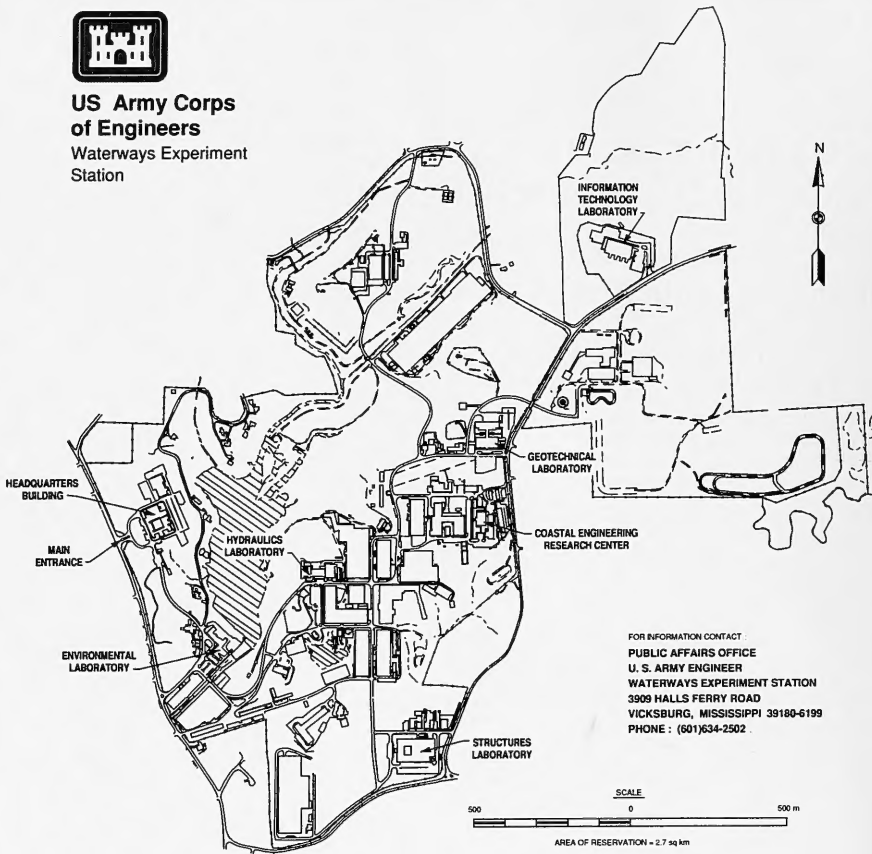 US Army Corps
of Engineers
Waterways Experiment
Station
N
INFORMATION
TECHNOLOGY
LABORATORY
GEOTECHNICAL
LABORATORY
HEADQUARTERS
BUILDING
HYDRAULICS
LABORATORY
COASTAL ENGINEERING
RESEARCH CENTER
MAIN
ENTRANCE
ENVIRONMENTAL
LABORATORY
STRUCTURES
LABORATORY
FOR INFORMATION CONTACT :
PUBLIC AFFAIRS OFFICE
U. S. ARMY ENGINEER
WATERWAYS EXPERIMENT STATION
3909 HALLS FERRY ROAD
VICKSBURG, MISSISSIPPI 39180-6199
PHONE : (601)634-2502
SCALE
500 0 500 m
AREA OF RESERVATION = 2.7 sq km